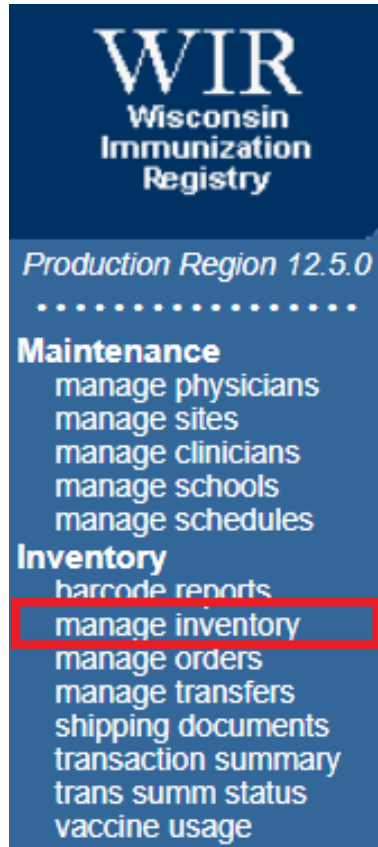 WIR
Wisconsin
Immunization
Registry
Production Region 12.5.0
Maintenance
manage physicians
manage sites
manage clinicians
manage schools
manage schedules
Inventory
barcode reports
manage inventory
manage orders
manage transfers
shipping documents
transaction summary
trans summ status
vaccine usage